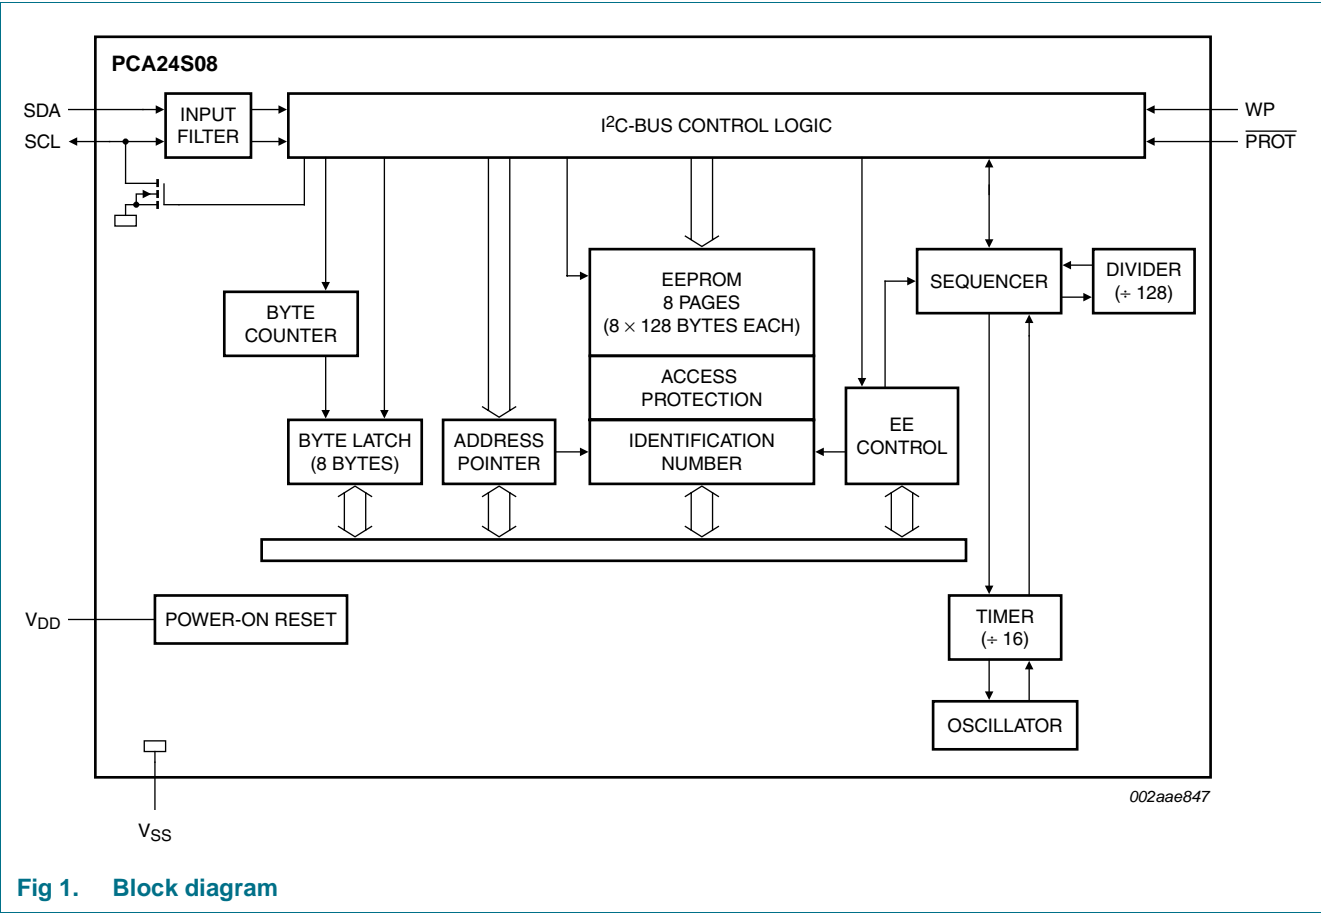 PCA24S08
SDA
SCL
INPUT
FILTER
I2C-BUS CONTROL LOGIC
WP
PROT
EEPROM
8 PAGES
(8 × 128 BYTES EACH)
SEQUENCER
DIVIDER
(÷ 128)
BYTE
COUNTER
ACCESS
PROTECTION
BYTE LATCH
(8 BYTES)
ADDRESS
POINTER
IDENTIFICATION
NUMBER
EE
CONTROL
VDD
POWER-ON RESET
TIMER
(÷ 16)
OSCILLATOR
VSS
002aae847
Fig 1. Block diagram